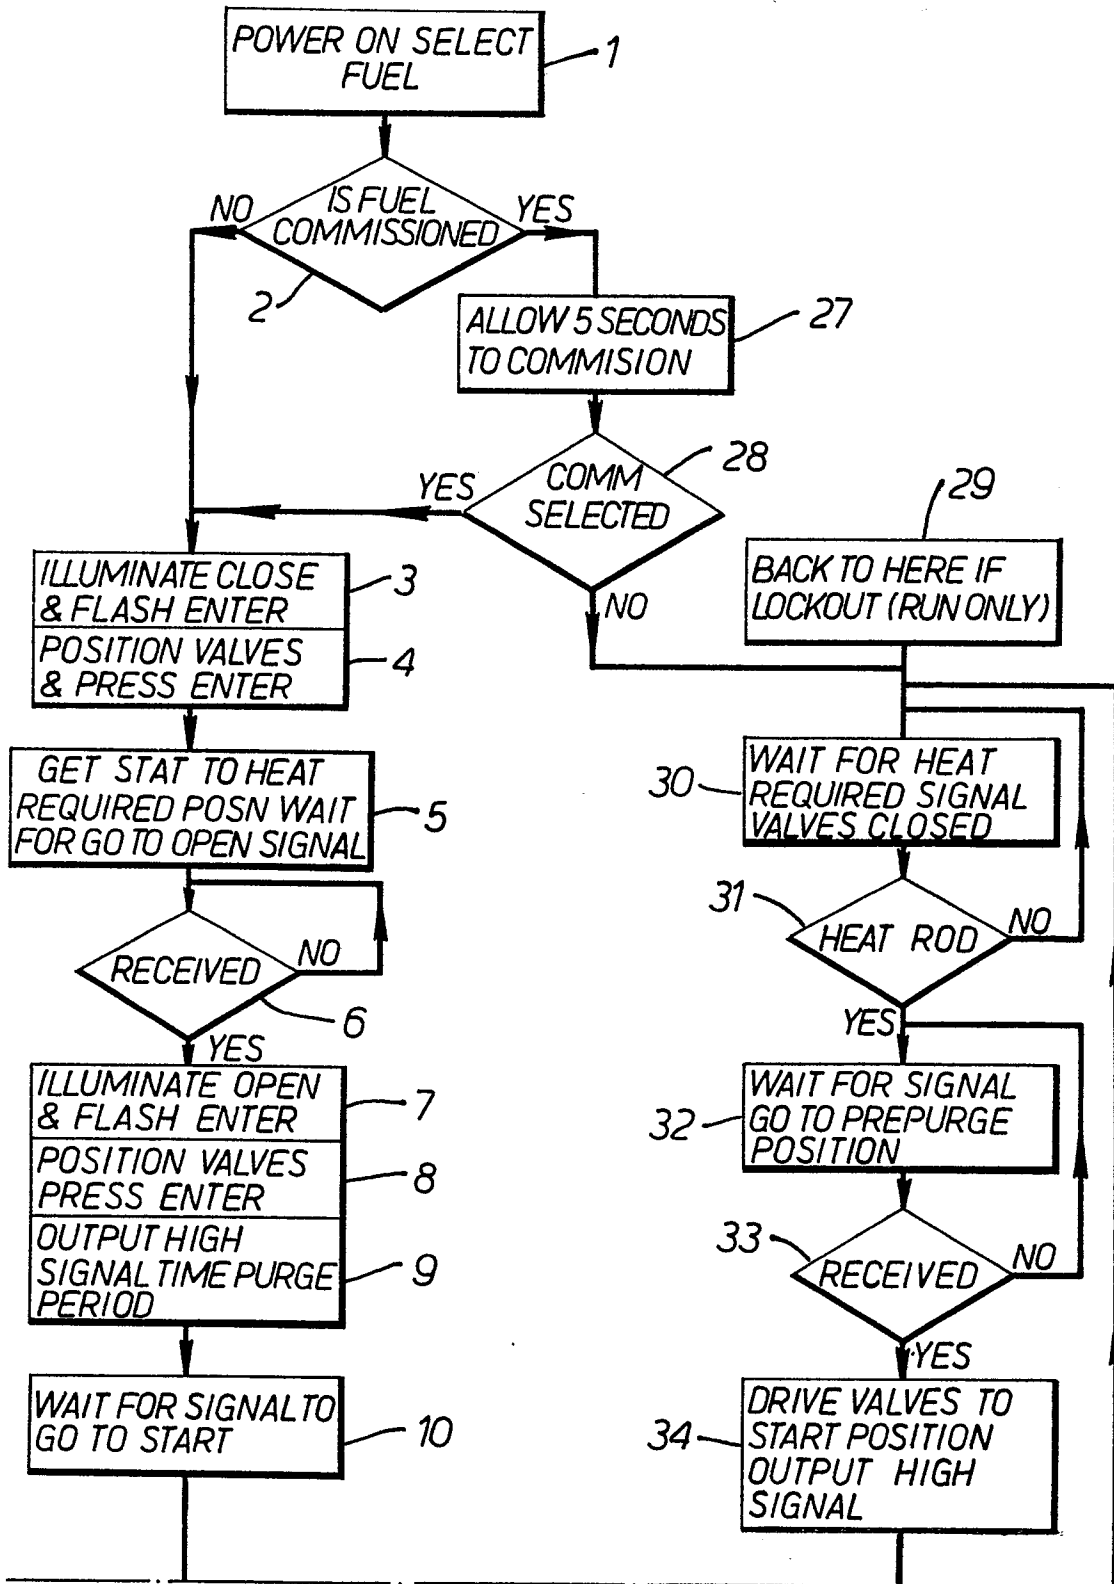 POWER ON SELECT
FUEL
1
IS FUEL
COMMISSIONED
NO
YES
2
ALLOW 5 SECONDS
TO COMMISION
27
COMM
SELECTED
28
YES
NO
29
BACK TO HERE IF
LOCKOUT (RUN ONLY)
ILLUMINATE CLOSE
& FLASH ENTER
3
POSITION VALVES
& PRESS ENTER
4
GET STAT TO HEAT
REQUIRED POSN WAIT
FOR GO TO OPEN SIGNAL
5
RECEIVED
NO
6
YES
ILLUMINATE OPEN
& FLASH ENTER
7
POSITION VALVES
PRESS ENTER
8
OUTPUT HIGH
SIGNAL TIME PURGE
PERIOD
9
WAIT FOR SIGNAL TO
GO TO START
10
30
WAIT FOR HEAT
REQUIRED SIGNAL
VALVES CLOSED
31
HEAT ROD
NO
YES
32
WAIT FOR SIGNAL
GO TO PREPURGE
POSITION
33
RECEIVED
NO
YES
34
DRIVE VALVES TO
START POSITION
OUTPUT HIGH
SIGNAL